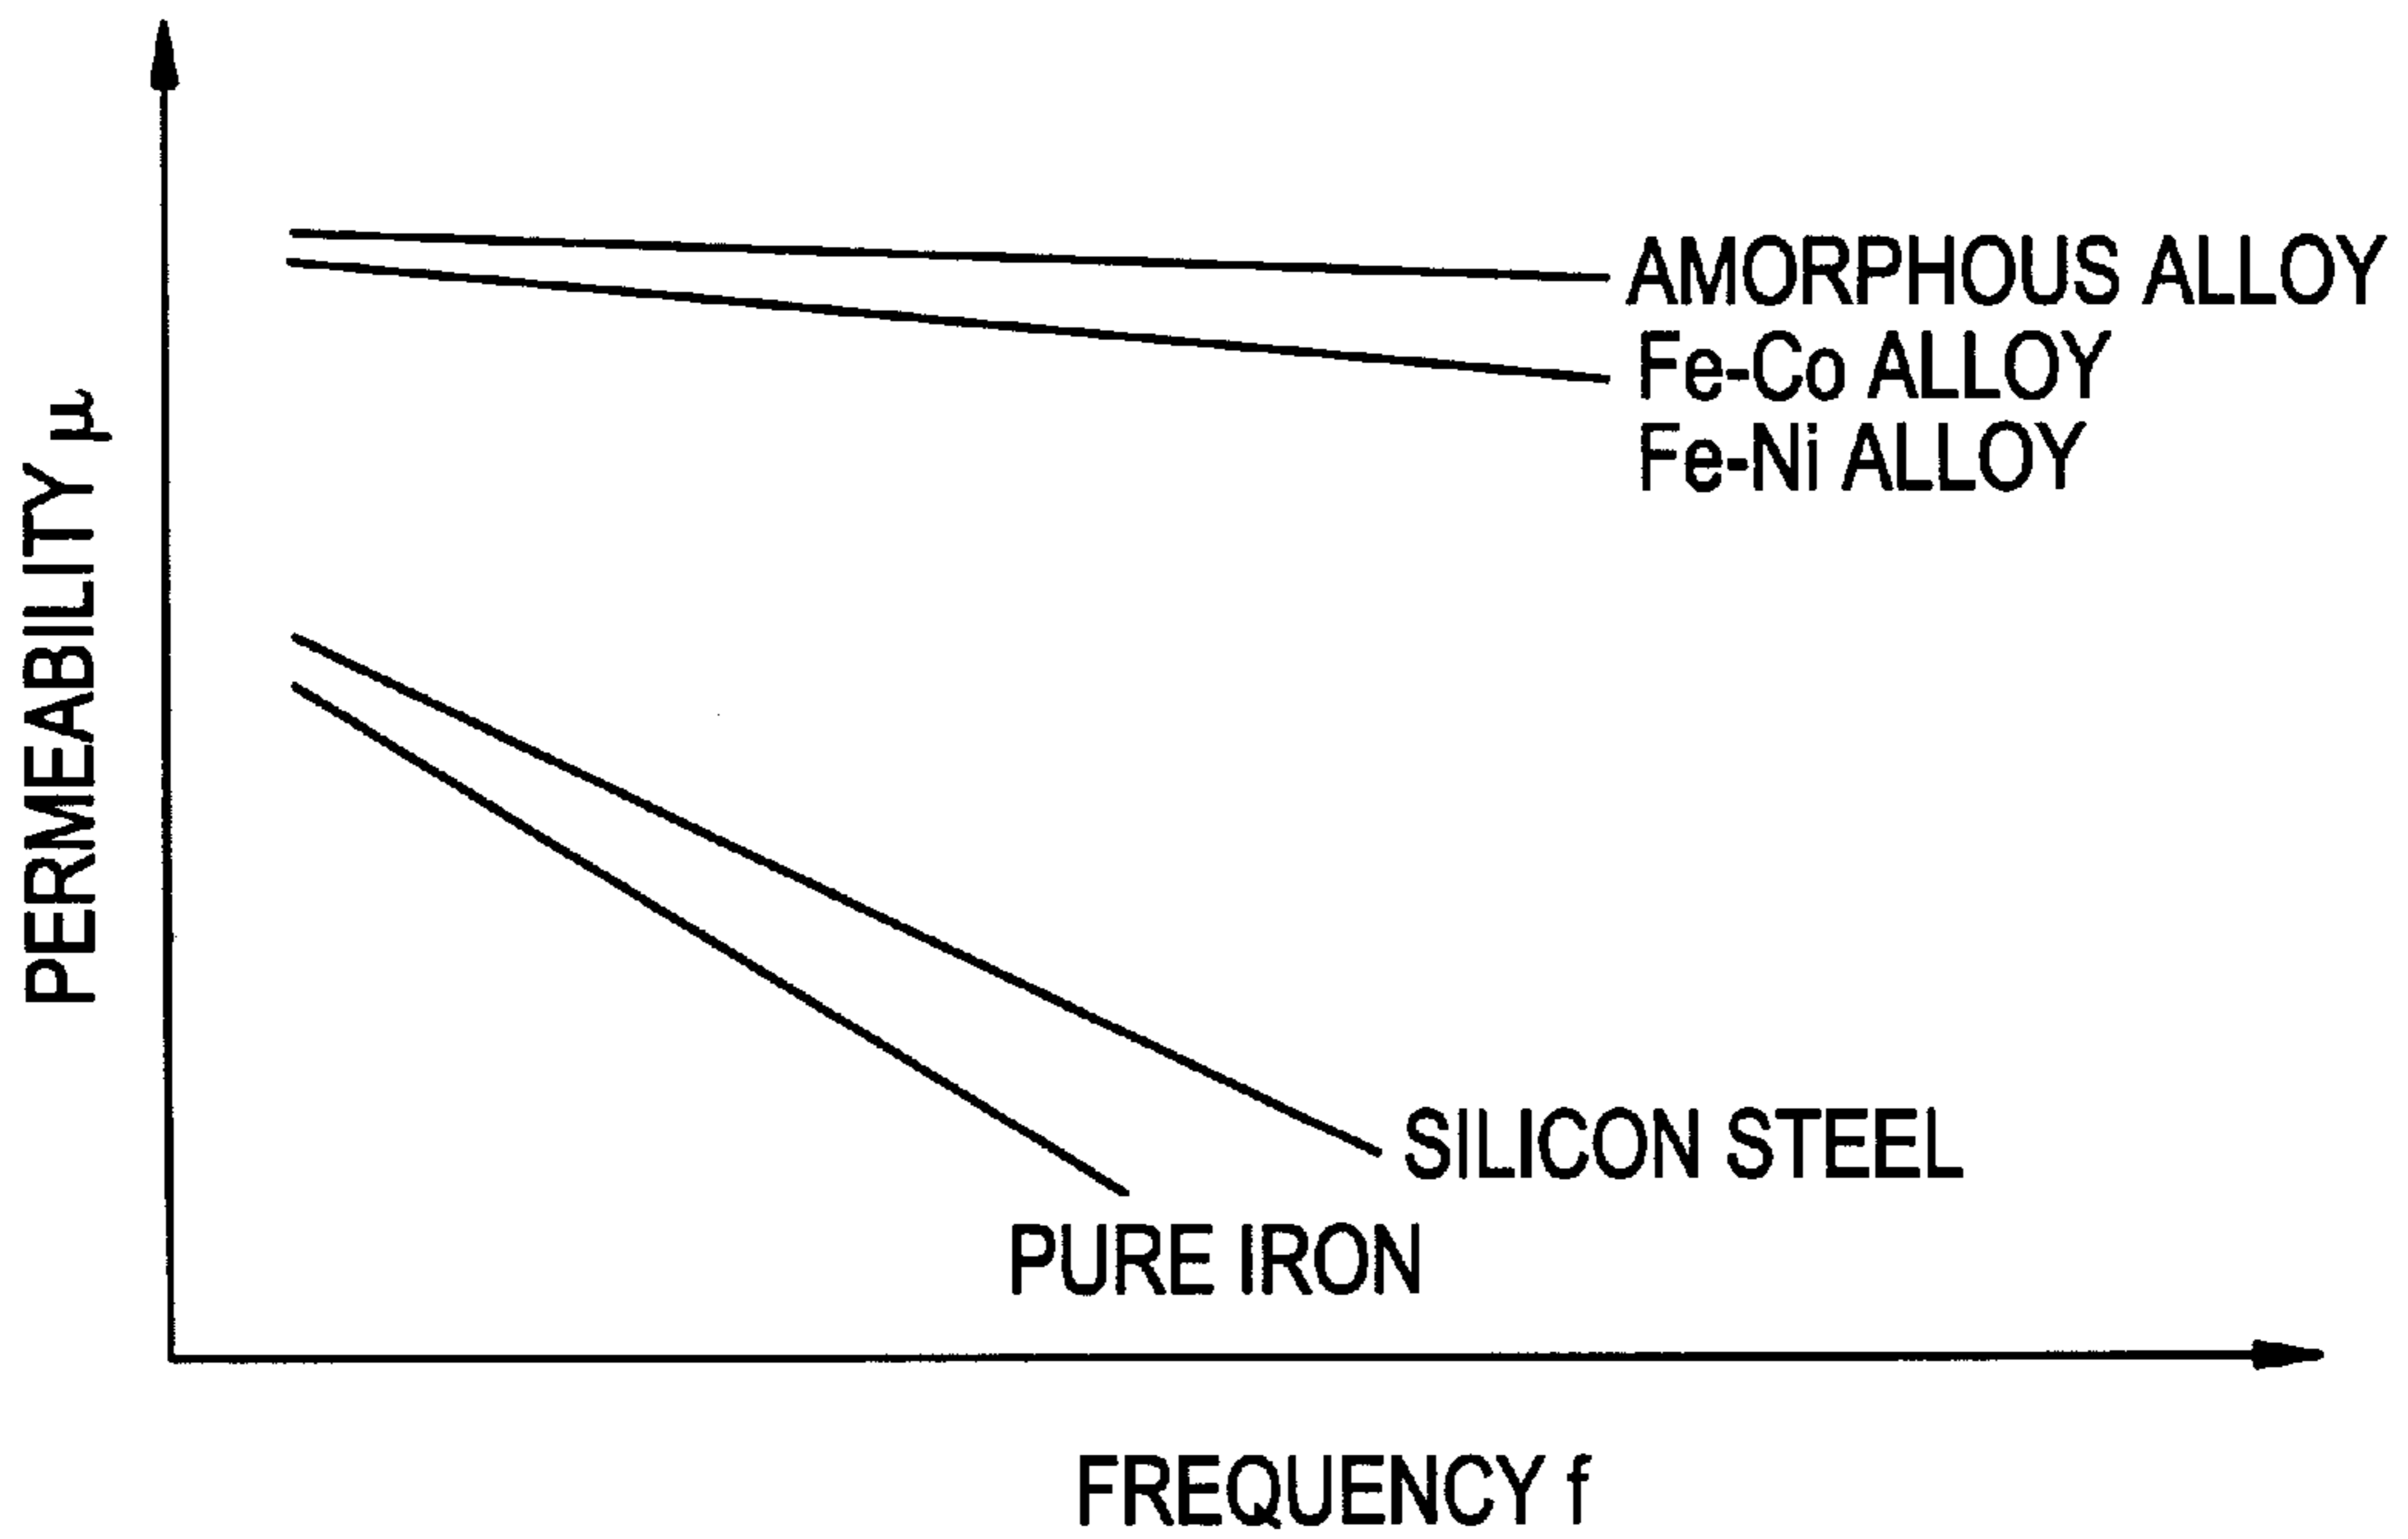 PERMEABILITY μ
AMORPHOUS ALLOY
Fe-Co ALLOY
Fe-Ni ALLOY
SILICON STEEL
PURE IRON
FREQUENCY f